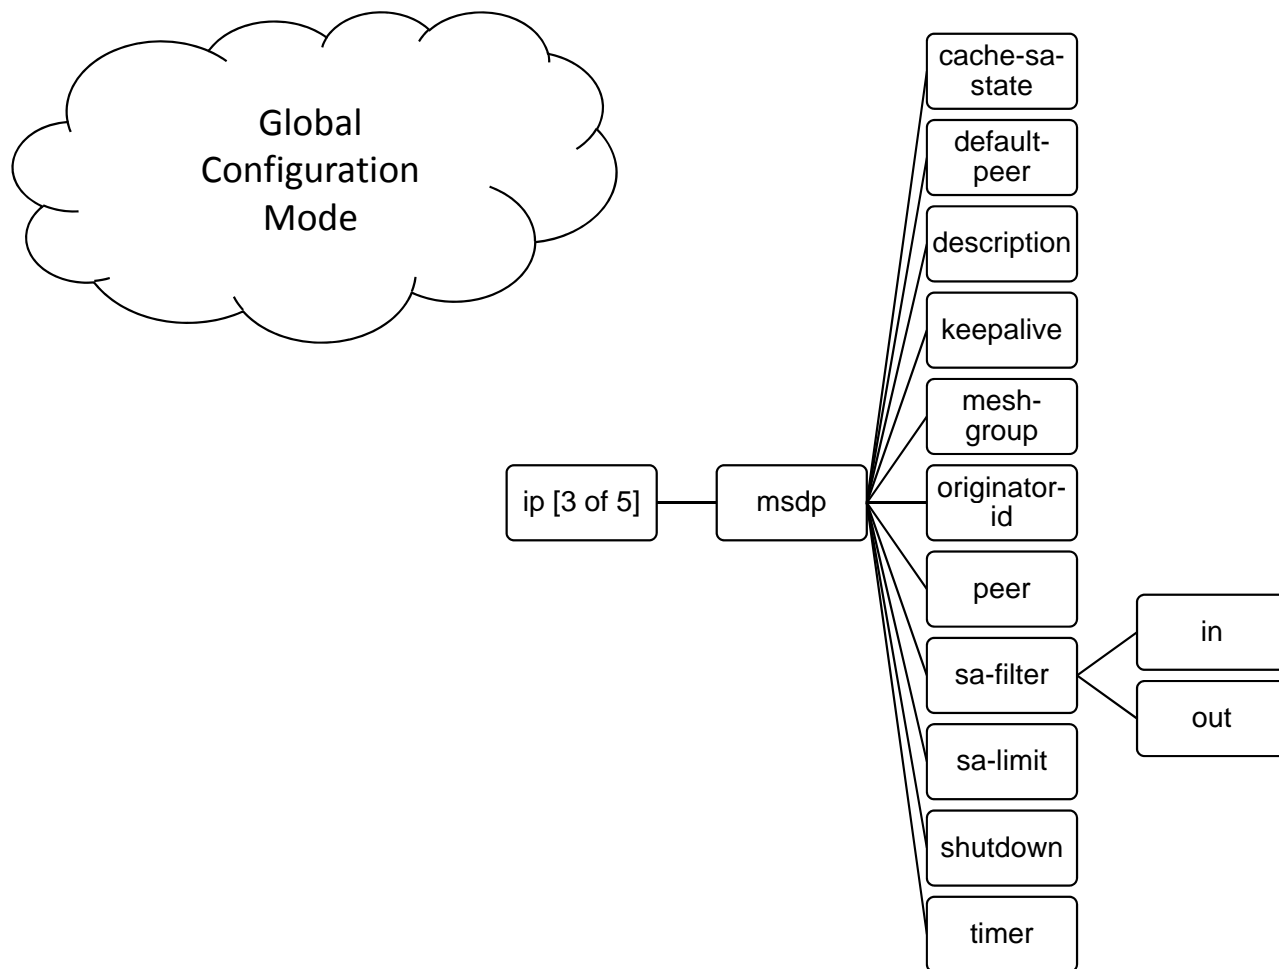 Global
Configuration
Mode
cache-sa-
state
default-
peer
description
keepalive
mesh-
group
ip [3 of 5]
msdp
originator-
id
peer
sa-filter
in
out
sa-limit
shutdown
timer